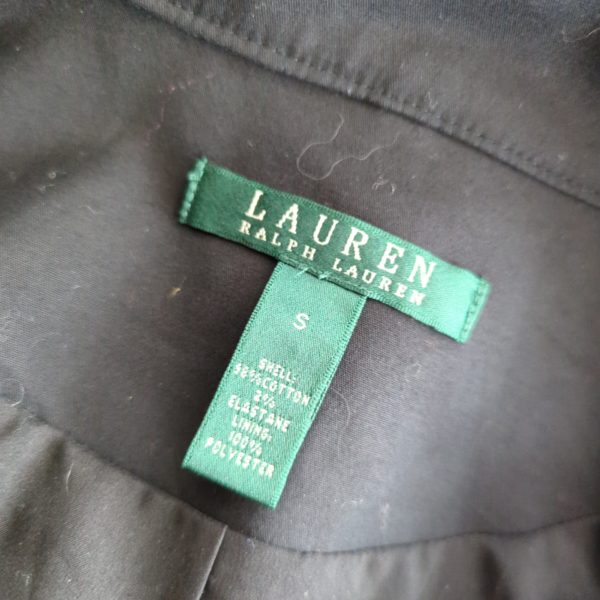 LAUREN
RALPH LAUREN
S
SHELL:
98%COTTON
2%
ELASTANE
LINING:
100%
POLYESTER